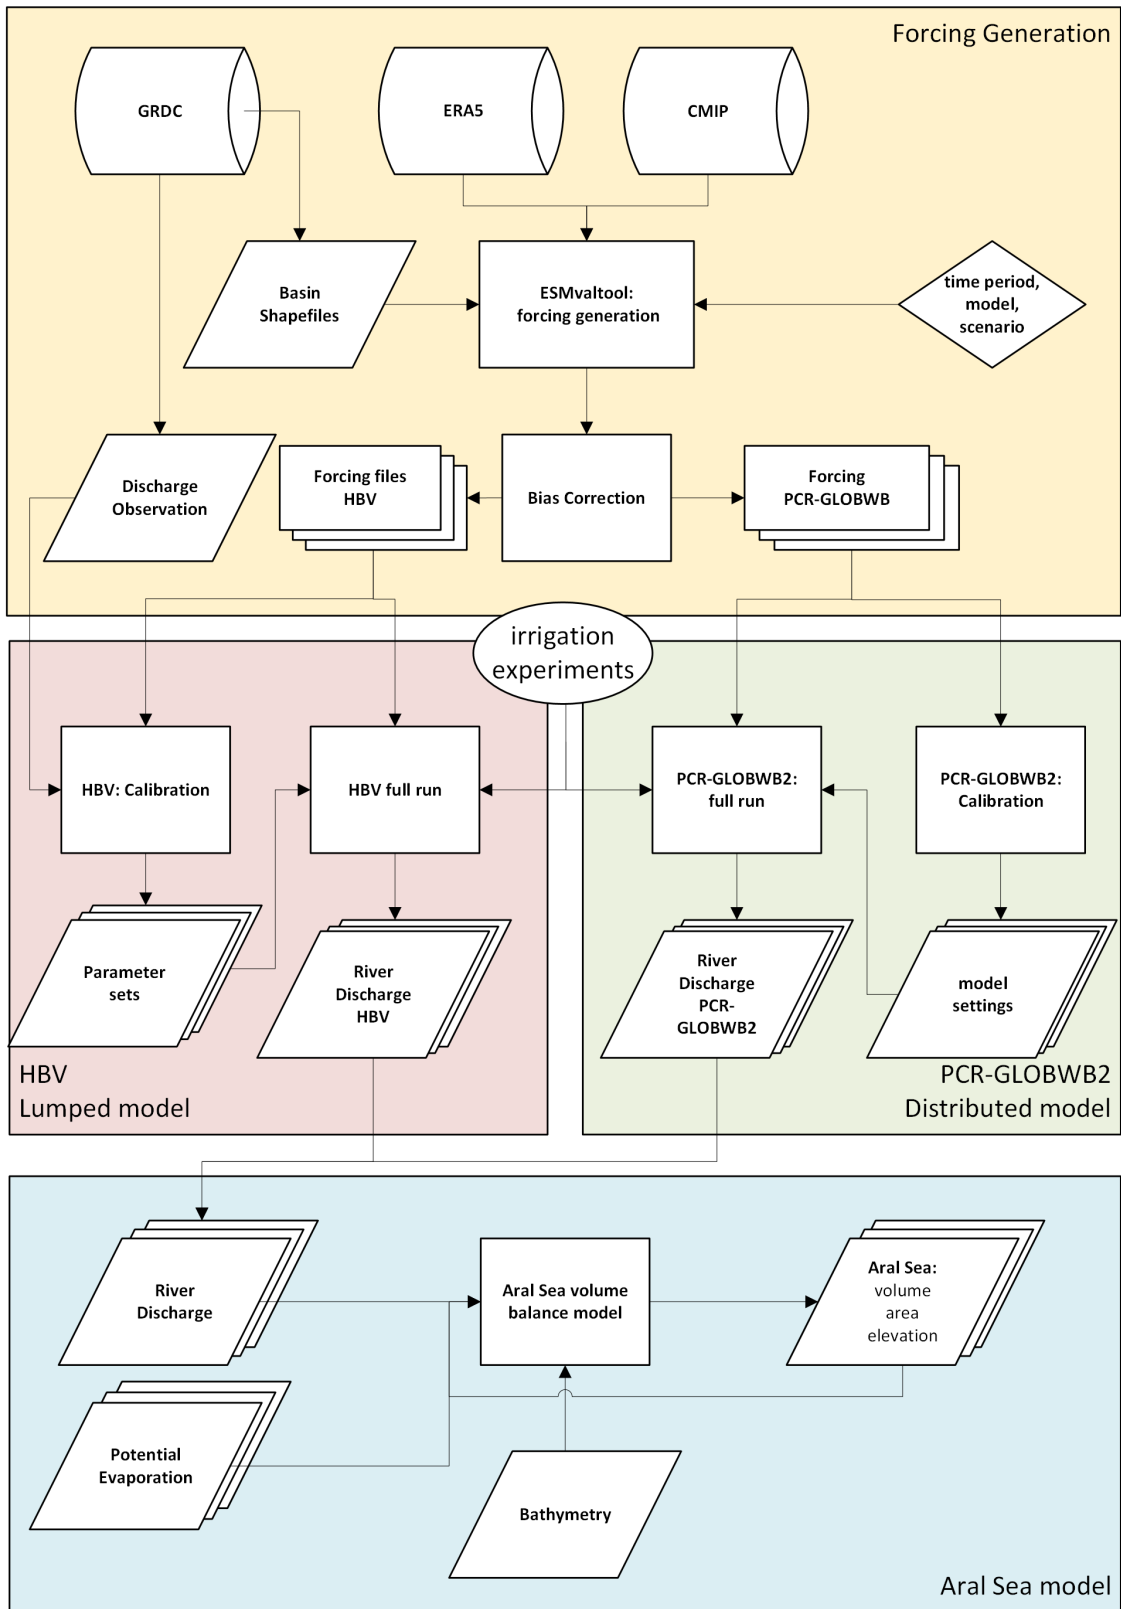 Forcing Generation
GRDC
ERA5
CMIP
Basin
Shapefiles
ESMvaltool:
forcing generation
time period,
model,
scenario
Discharge
Observation
Forcing files
HBV
Bias Correction
Forcing
PCR-GLOBWB
irrigation
experiments
HBV: Calibration
HBV full run
PCR-GLOBWB2:
full run
PCR-GLOBWB2:
Calibration
Parameter
sets
River
Discharge
HBV
River
Discharge
PCR-
GLOBWB2
model
settings
HBV
Lumped model
PCR-GLOBWB2
Distributed model
River
Discharge
Aral Sea volume
balance model
Aral Sea:
volume
area
elevation
Potential
Evaporation
Bathymetry
Aral Sea model